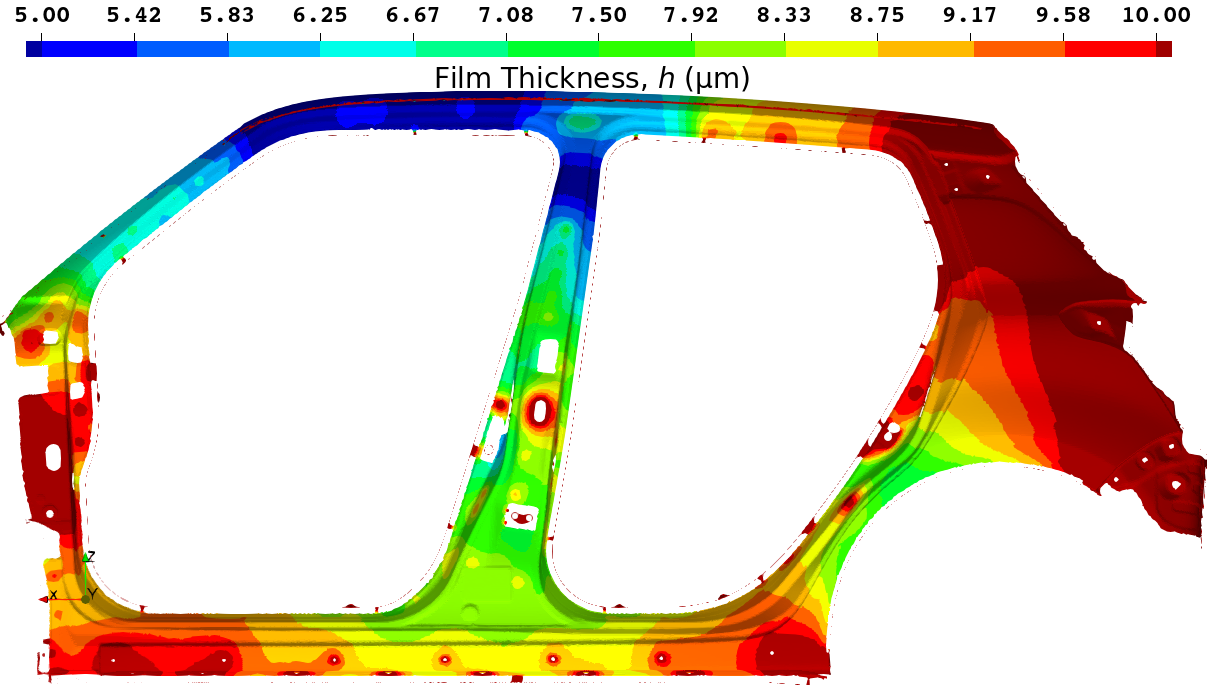 5.00 5.42 5.83 6.25 6.67 7.08 7.50 7.92 8.33 8.75 9.17 9.58 10.00
Film Thickness, h (μm)
Z
X Y